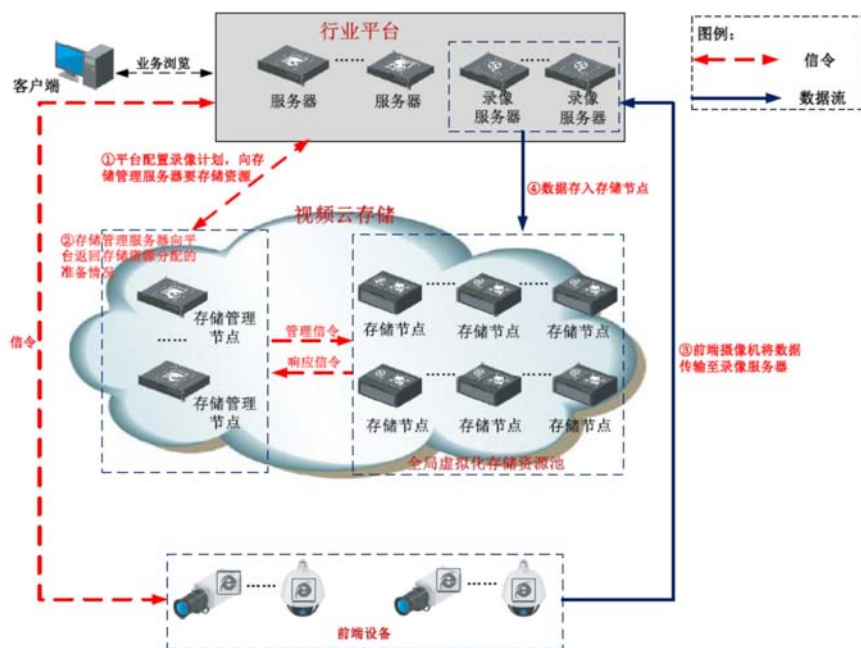 行业平台
图例：
信令
数据流
业务浏览
客户端
服务器
服务器
录像
服务器
录像
服务器
①平台配置录像计划，向存
储管理服务器要存储资源
④数据存入存储节点
视频云存储
②存储管理服务器向平
台返回存储资源分配的
准备情况
存储管理
节点
……
存储管理
节点
管理信令
响应信令
……
……
存储节点
存储节点
存储节点
……
……
存储节点
存储节点
存储节点
全局虚拟化存储资源池
信令
③前端摄像机将数据
传输至录像服务器
……
……
前端设备